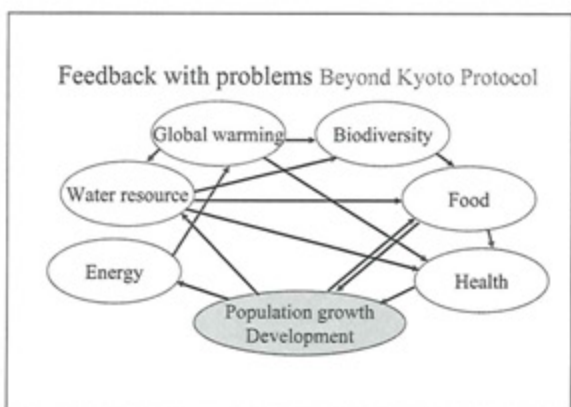 Feedback with problems Beyond Kyoto Protocol
Global warming
Biodiversity
Water resource
Food
Energy
Health
Population growth
Development